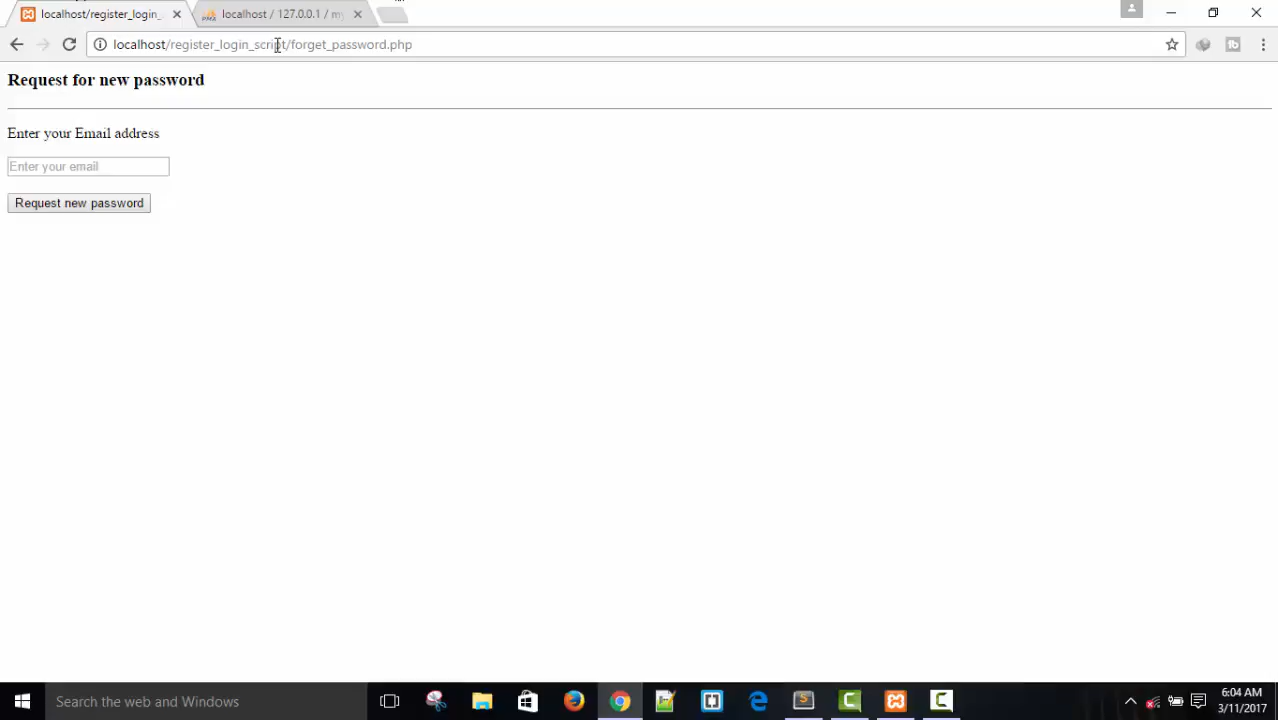 localhost/register_login_
localhost / 127.0.0.1 / my
localhost/register_login_script/forget_password.php
Request for new password
Enter your Email address
Enter your email
Request new password
Search the web and Windows
6:04 AM
3/11/2017